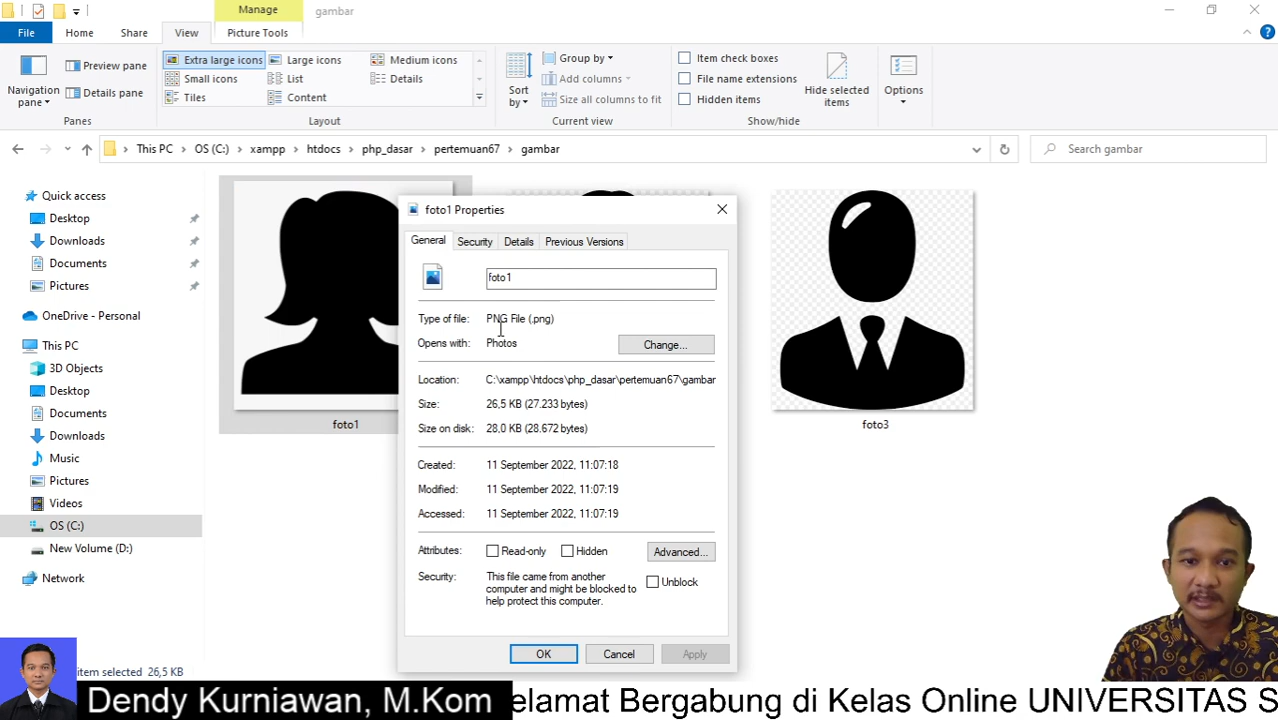 Manage
gambar
File
Home
Share
View
Picture Tools
Navigation pane
Preview pane
Details pane
Panes
Extra large icons
Large icons
Medium icons
Small icons
List
Details
Tiles
Content
Layout
Sort by
Group by
Add columns
Size all columns to fit
Current view
Item check boxes
File name extensions
Hidden items
Hide selected items
Show/hide
Options
This PC > OS (C:) > xampp > htdocs > php_dasar > pertemuan67 > gambar
Search gambar
Quick access
Desktop
Downloads
Documents
Pictures
OneDrive - Personal
This PC
3D Objects
Desktop
Documents
Downloads
Music
Pictures
Videos
OS (C:)
New Volume (D:)
Network
foto1
foto3
foto1 Properties
General
Security
Details
Previous Versions
foto1
Type of file: PNG File (.png)
Opens with: Photos
Change...
Location: C:\xampp\htdocs\php_dasar\pertemuan67\gambar
Size: 26,5 KB (27.233 bytes)
Size on disk: 28,0 KB (28.672 bytes)
Created: 11 September 2022, 11:07:18
Modified: 11 September 2022, 11:07:19
Accessed: 11 September 2022, 11:07:19
Attributes: Read-only Hidden Advanced...
Security: This file came from another
computer and might be blocked to
help protect this computer.
Unblock
OK
Cancel
Apply
item selected 26,5 KB
Dendy Kurniawan, M.Kom
elamat Bergabung di Kelas Online UNIVERSITAS S